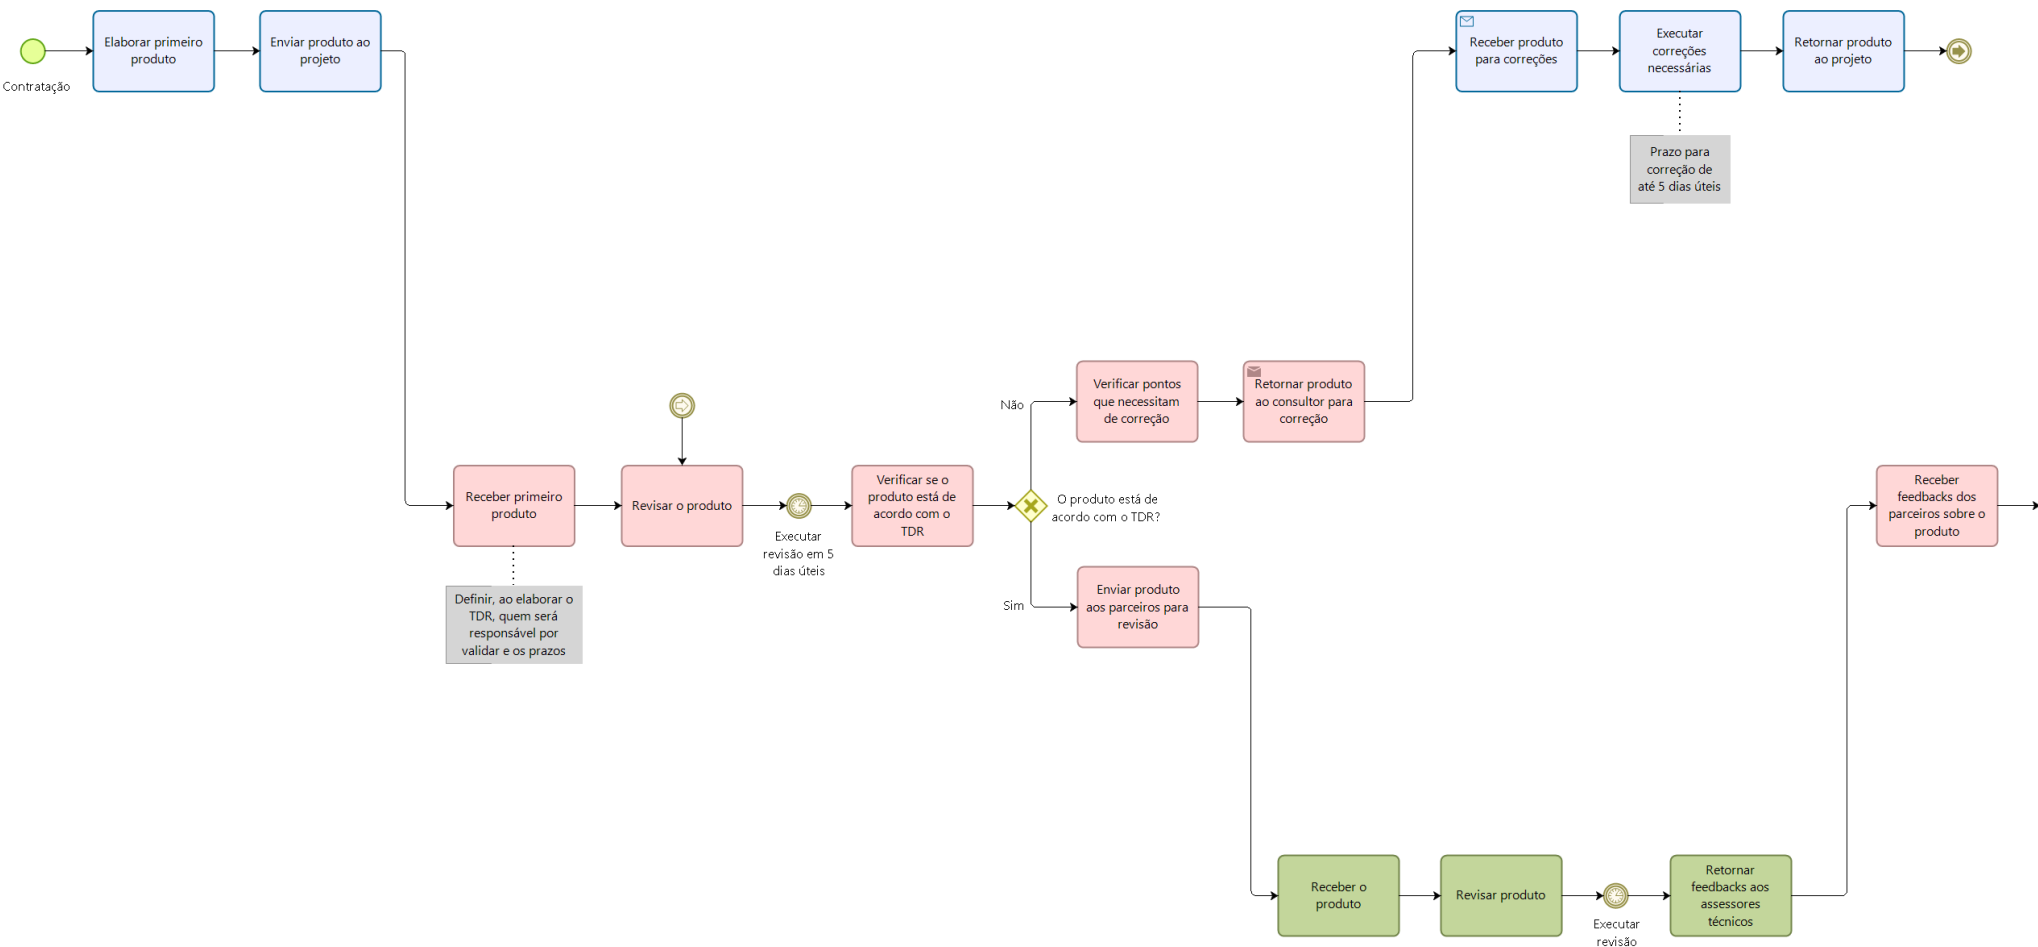 Contratação
Elaborar primeiro
produto
Enviar produto ao
projeto
Receber produto
para correções
Executar
correções
necessárias
Retornar produto
ao projeto
Prazo para
correção de
até 5 dias úteis
Receber primeiro
produto
Definir, ao elaborar o
TDR, quem será
responsável por
validar e os prazos
Revisar o produto
Executar
revisão em 5
dias úteis
Verificar se o
produto está de
acordo com o
TDR
O produto está de
acordo com o TDR?
Não
Verificar pontos
que necessitam
de correção
Retornar produto
ao consultor para
correção
Sim
Enviar produto
aos parceiros para
revisão
Receber o
produto
Revisar produto
Executar
revisão
Retornar
feedbacks aos
assessores
técnicos
Receber
feedbacks dos
parceiros sobre o
produto